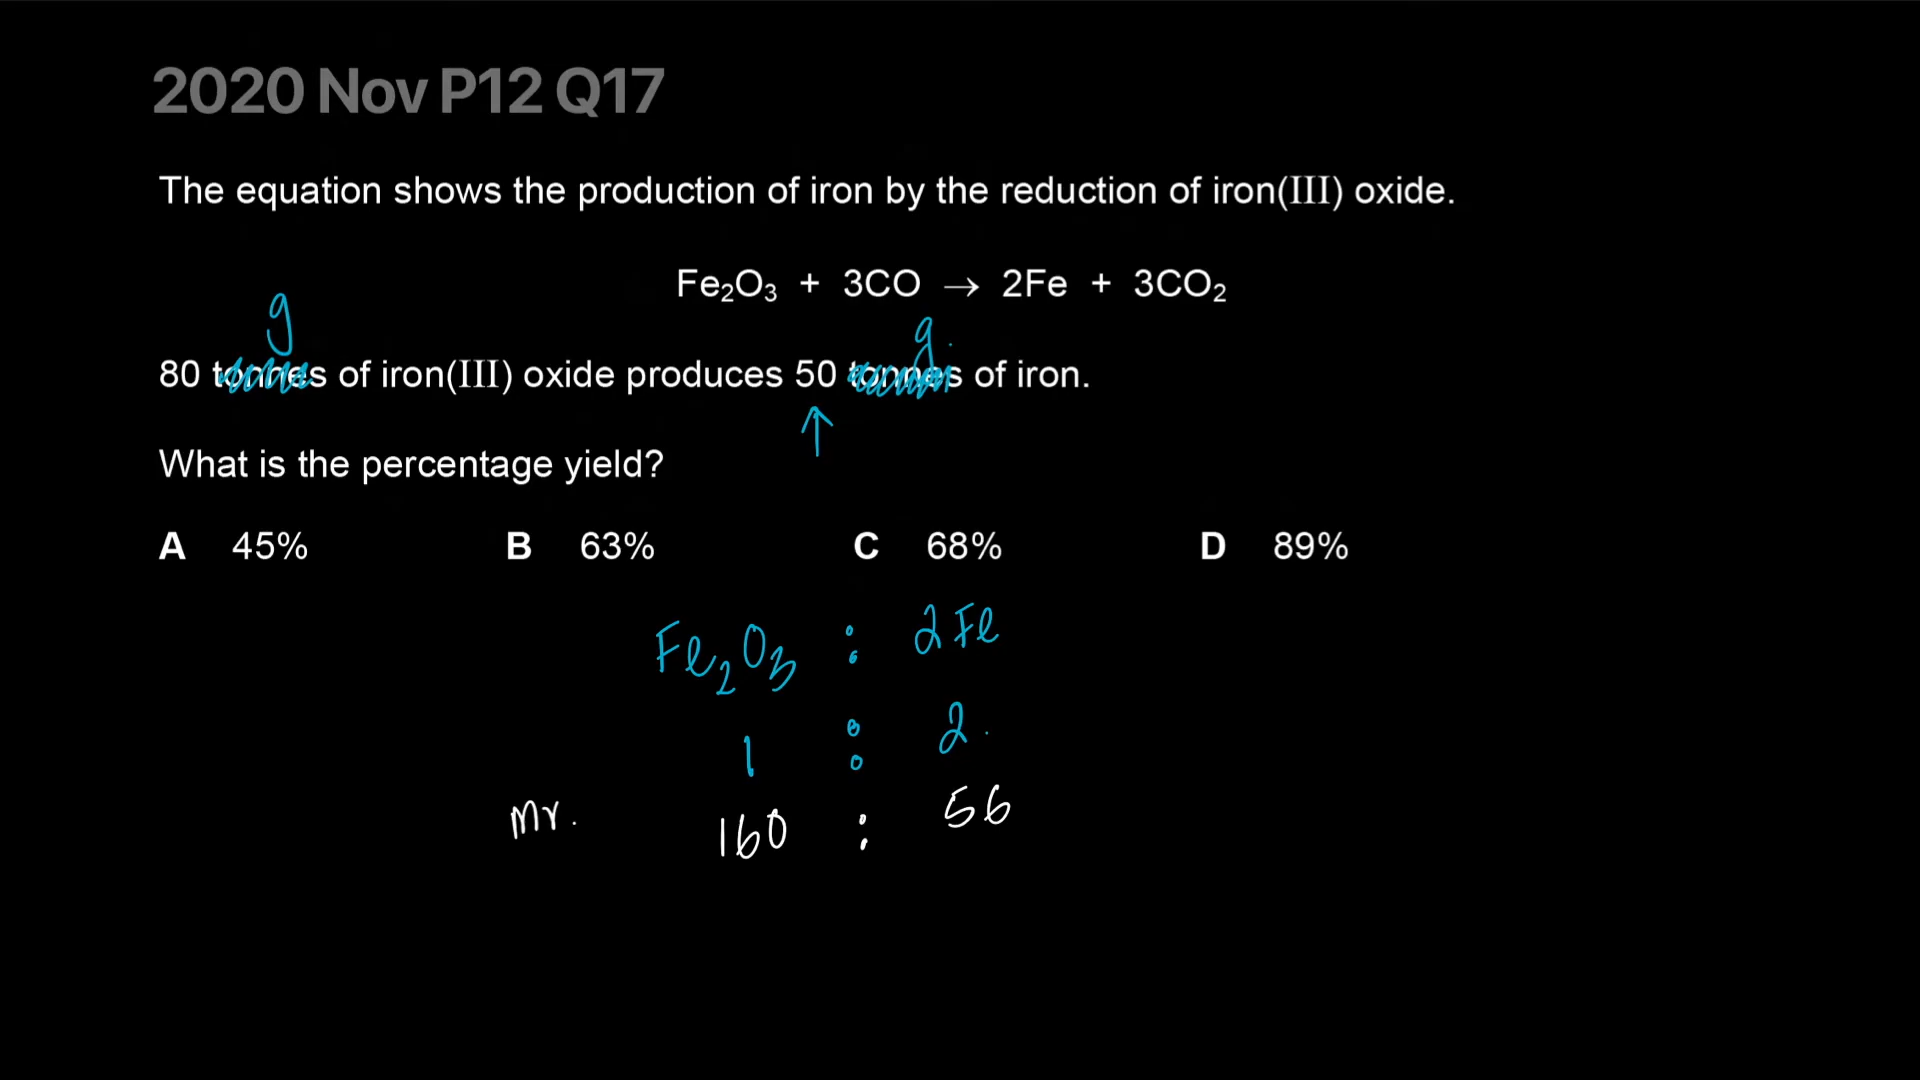 2020 Nov P12 Q17
The equation shows the production of iron by the reduction of iron(III) oxide.
Fe₂O₃ + 3CO → 2Fe + 3CO₂
g g.
80 tonnes of iron(III) oxide produces 50 tonnes of iron.
↑
What is the percentage yield?
A 45% B 63% C 68% D 89%
Fe₂O₃ : 2Fe
1 : 2.
Mr. 160 : 56